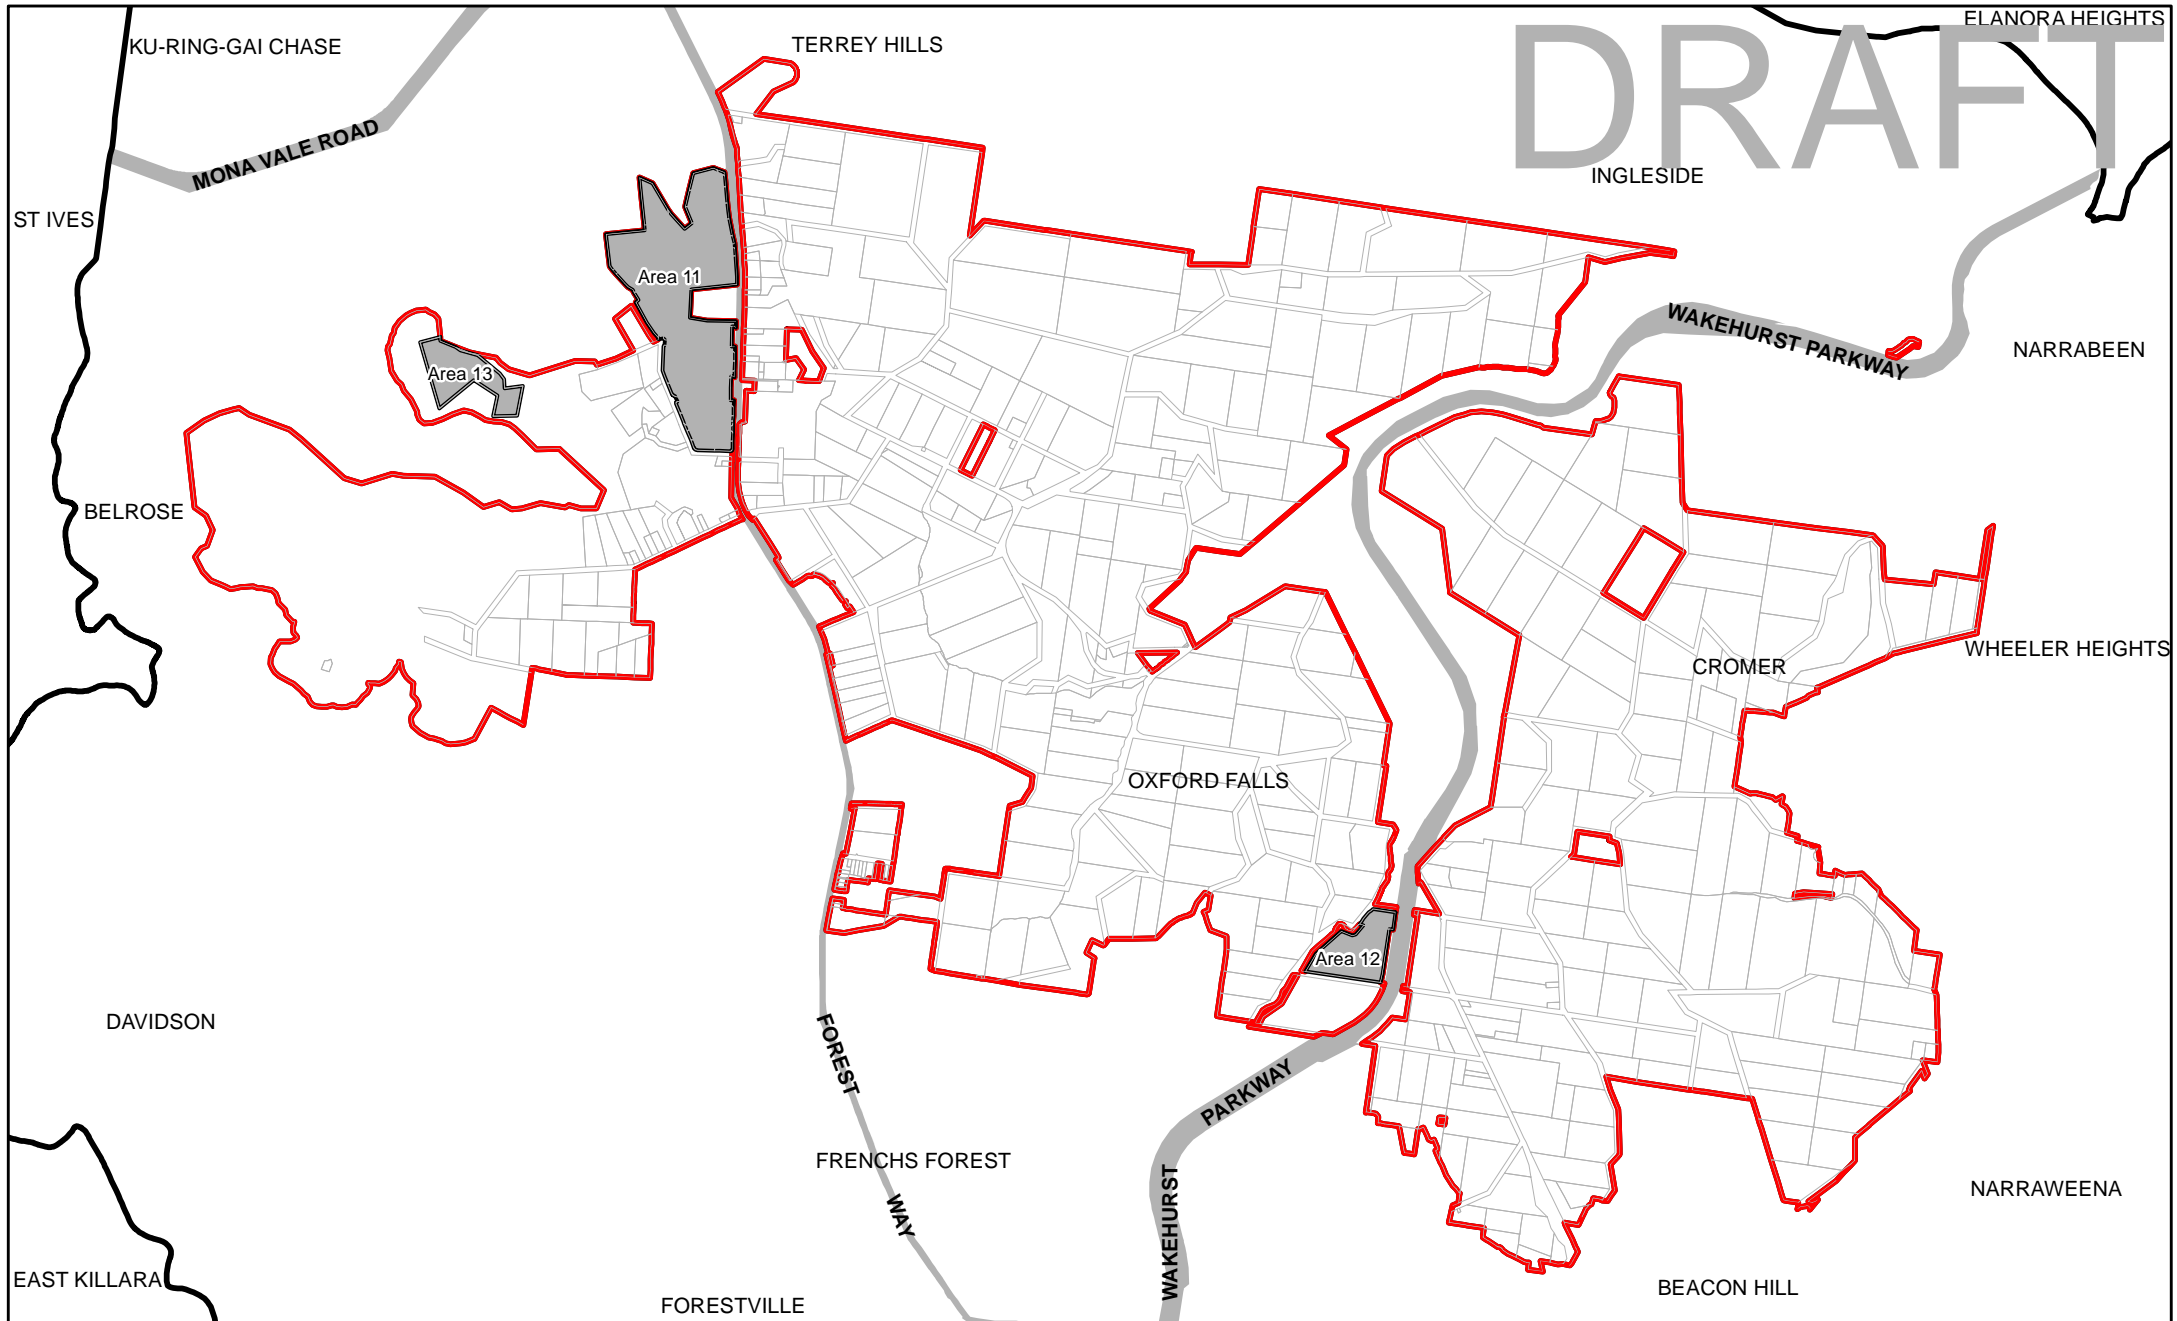 ELANORA HEIGHTS
DRAFT
KU-RING-GAI CHASE
TERREY HILLS
MONA VALE ROAD
INGLESIDE
ST IVES
Area 11
WAKEHURST PARKWAY
NARRABEEN
Area 13
BELROSE
WHEELER HEIGHTS
CROMER
OXFORD FALLS
Area 12
DAVIDSON
FOREST
WAY
PARKWAY
WAKEHURST
FRENCHS FOREST
NARRAWEENA
EAST KILLARA
BEACON HILL
FORESTVILLE